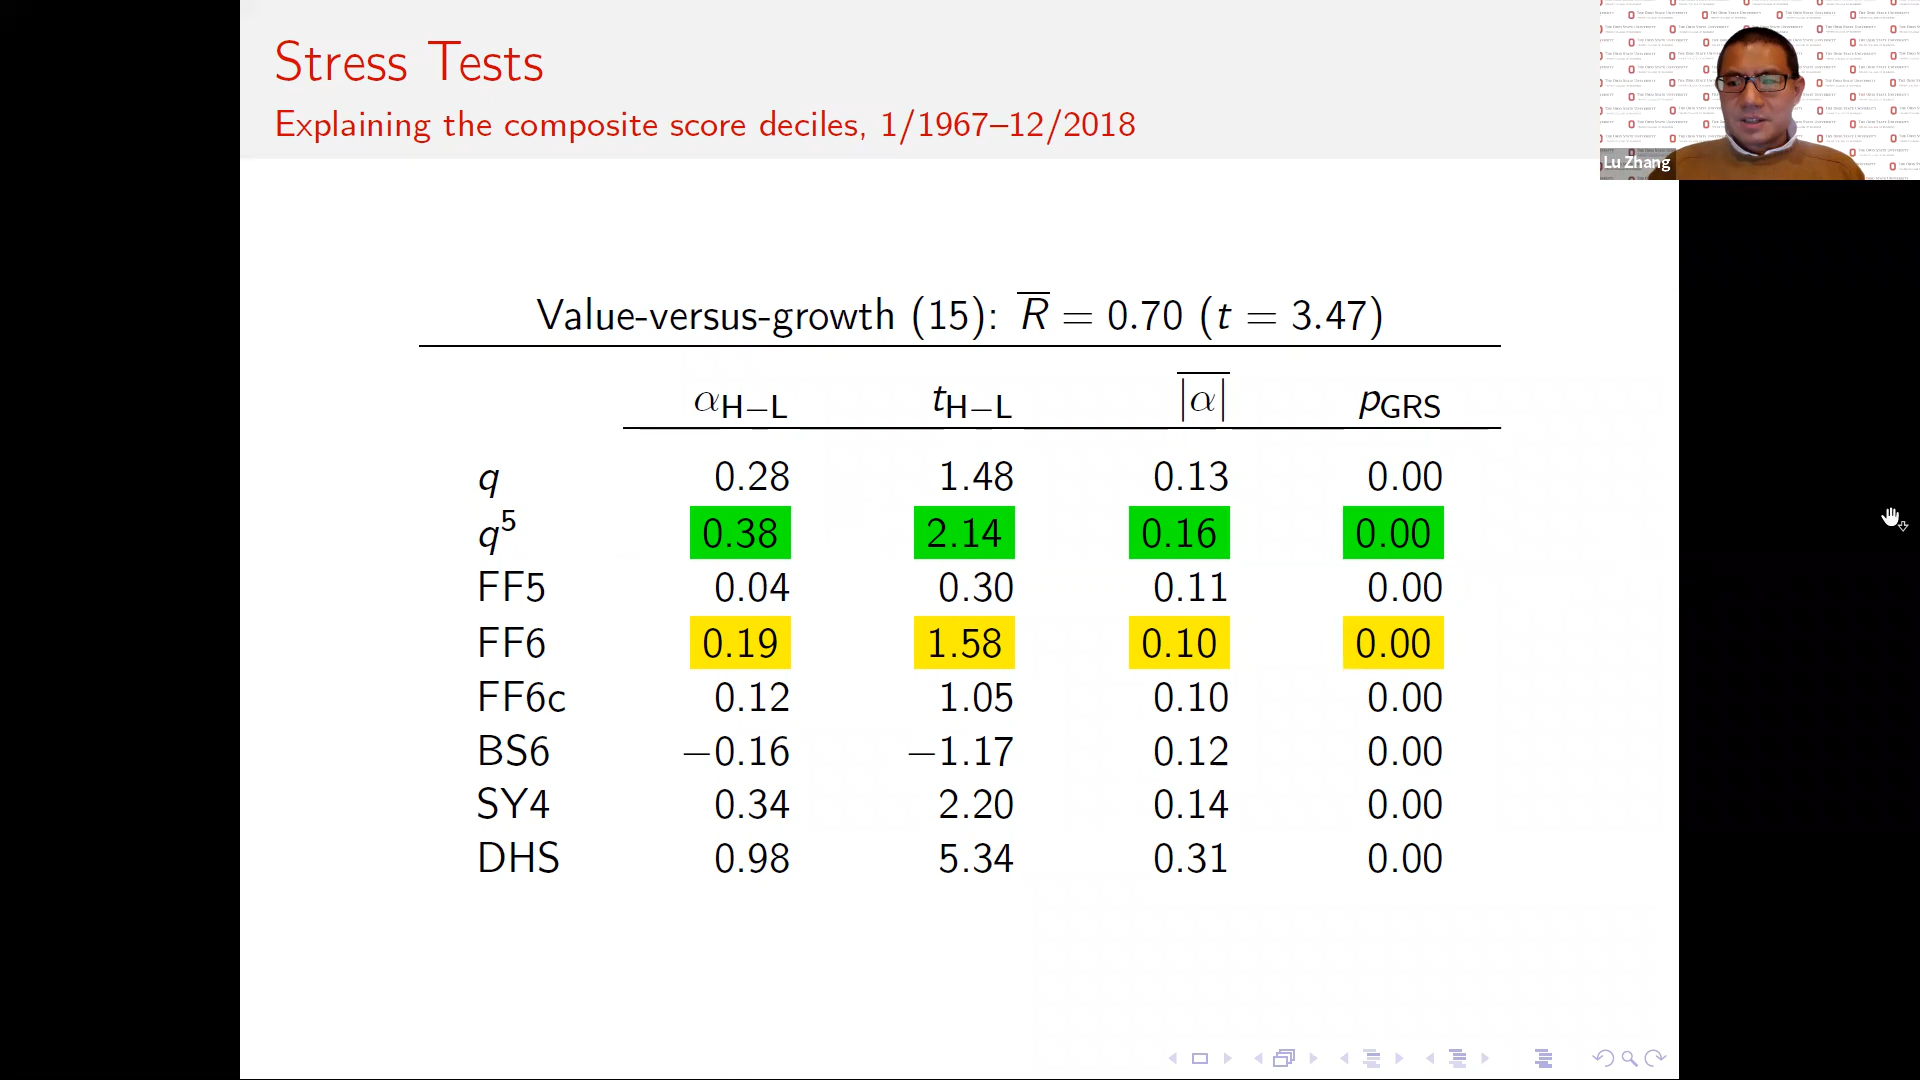 Stress Tests
Explaining the composite score deciles, 1/1967–12/2018
Lu Zhang
Value-versus-growth (15): R̅ = 0.70 (t = 3.47)
α_H−L t_H−L |α|̅ p_GRS
q 0.28 1.48 0.13 0.00
q⁵ 0.38 2.14 0.16 0.00
FF5 0.04 0.30 0.11 0.00
FF6 0.19 1.58 0.10 0.00
FF6c 0.12 1.05 0.10 0.00
BS6 −0.16 −1.17 0.12 0.00
SY4 0.34 2.20 0.14 0.00
DHS 0.98 5.34 0.31 0.00